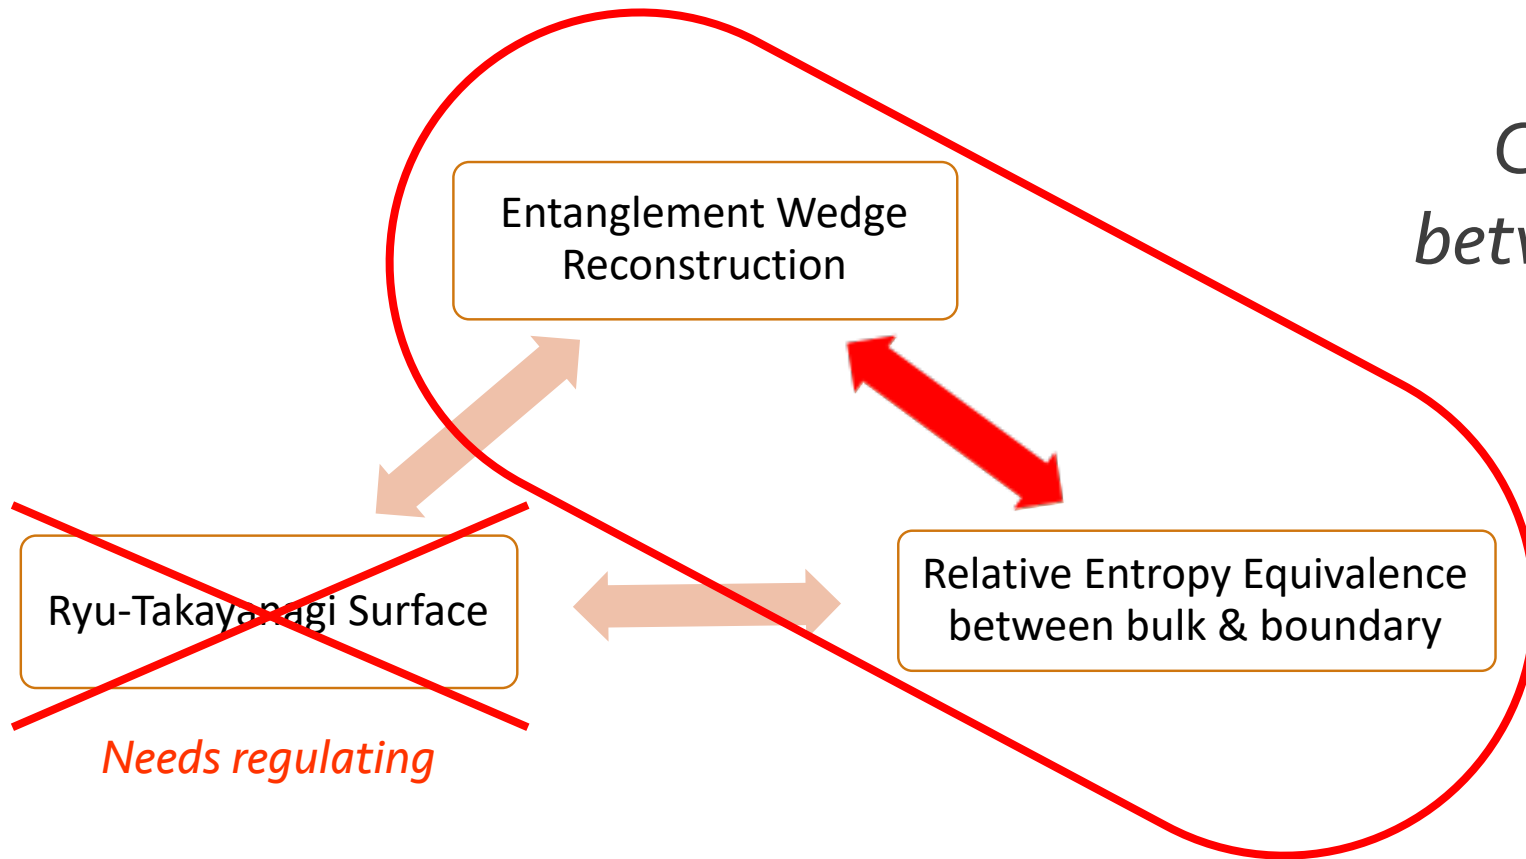 Entanglement Wedge
Reconstruction
Ryu-Takayanagi Surface
Relative Entropy Equivalence
between bulk & boundary
Needs regulating